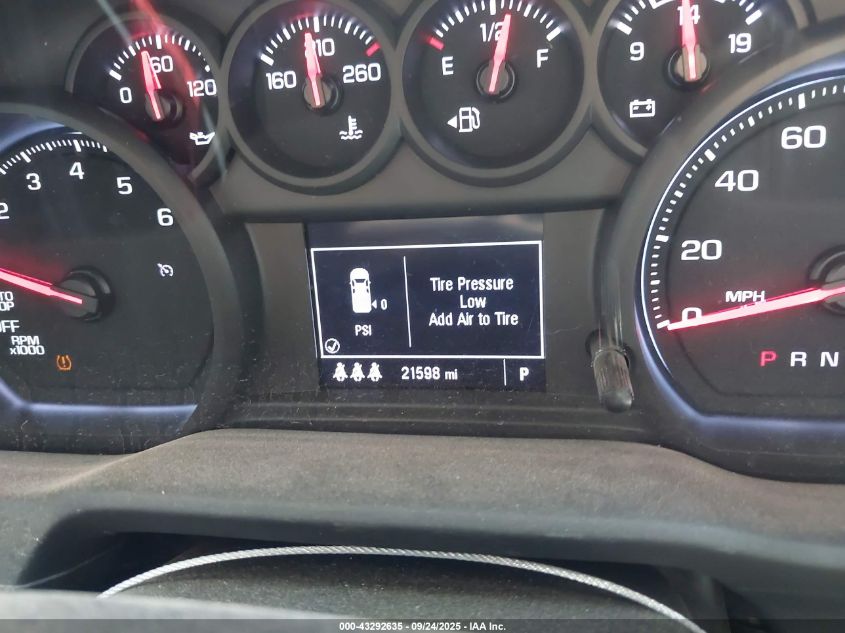 0 60 120
160 210 260
E 1/2 F
9 14 19
2 3 4 5 6
RPM
x1000
0 20 40 60
MPH
P R N
Tire Pressure
Low
Add Air to Tire
0
PSI
21598 mi P
000-43292635 - 09/24/2025 - IAA Inc.